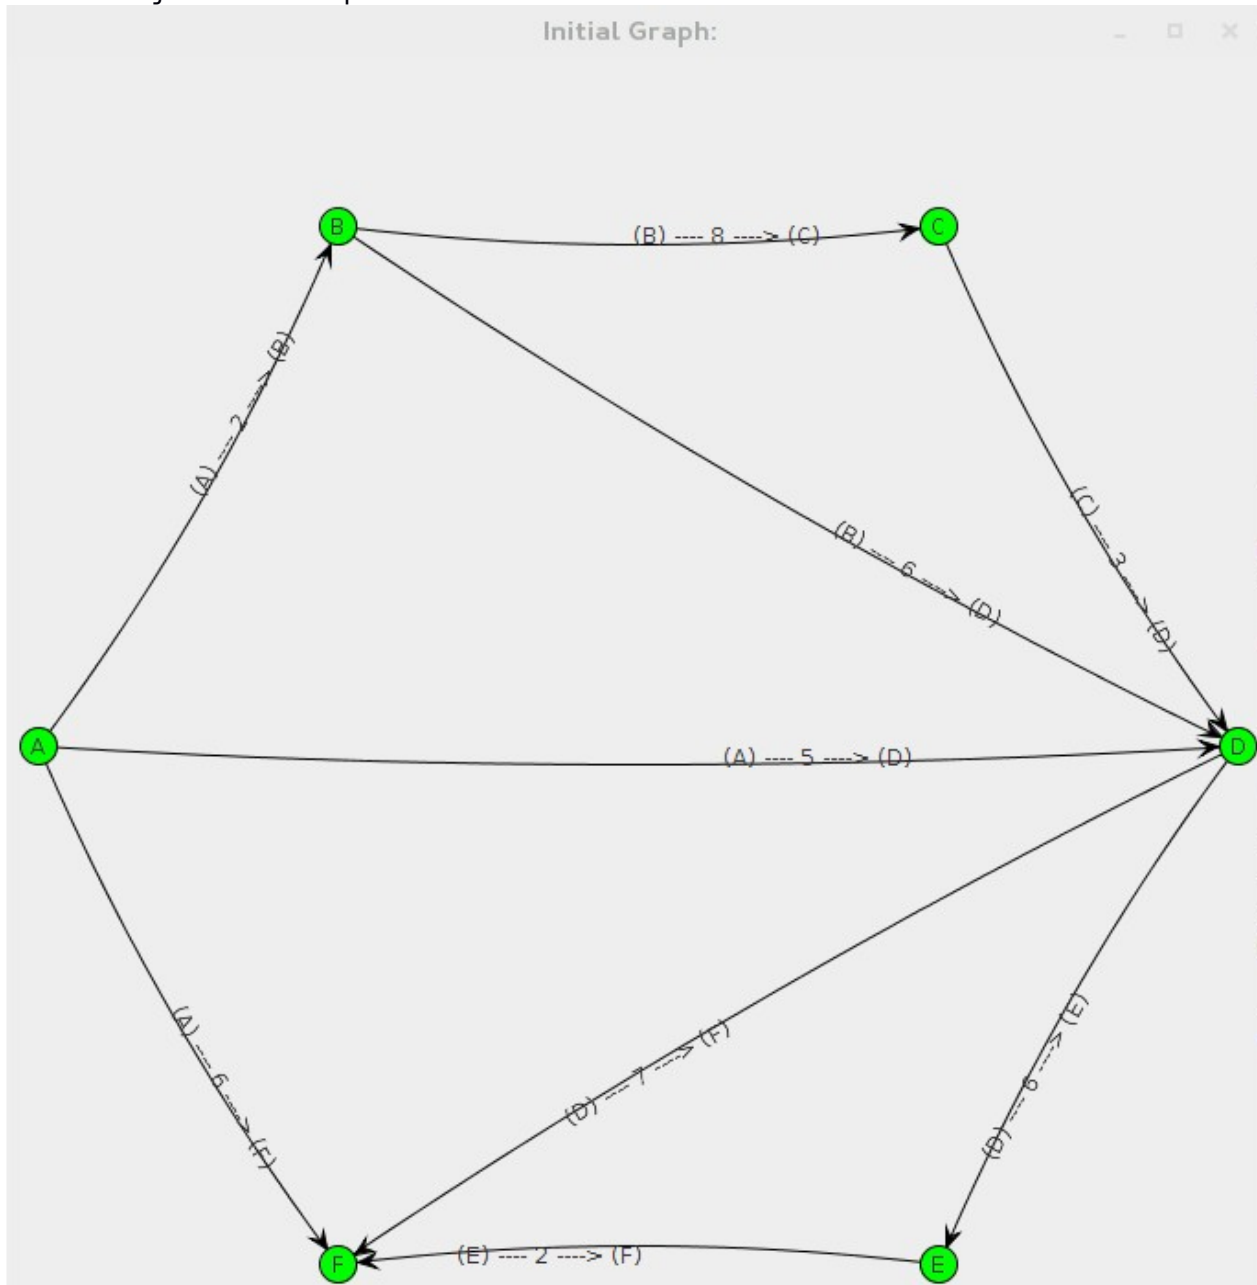 Initial Graph:
B
C
(B) ---- 8 ----> (C)
(A) ---- 2 ----> (B)
(B) ---- 6 ----> (D)
(C) ---- 3 ----> (D)
A
(A) ---- 5 ----> (D)
D
(A) ---- 6 ----> (F)
(D) ---- 7 ----> (F)
(D) ---- 6 ----> (E)
F
(E) ---- 2 ----> (F)
E